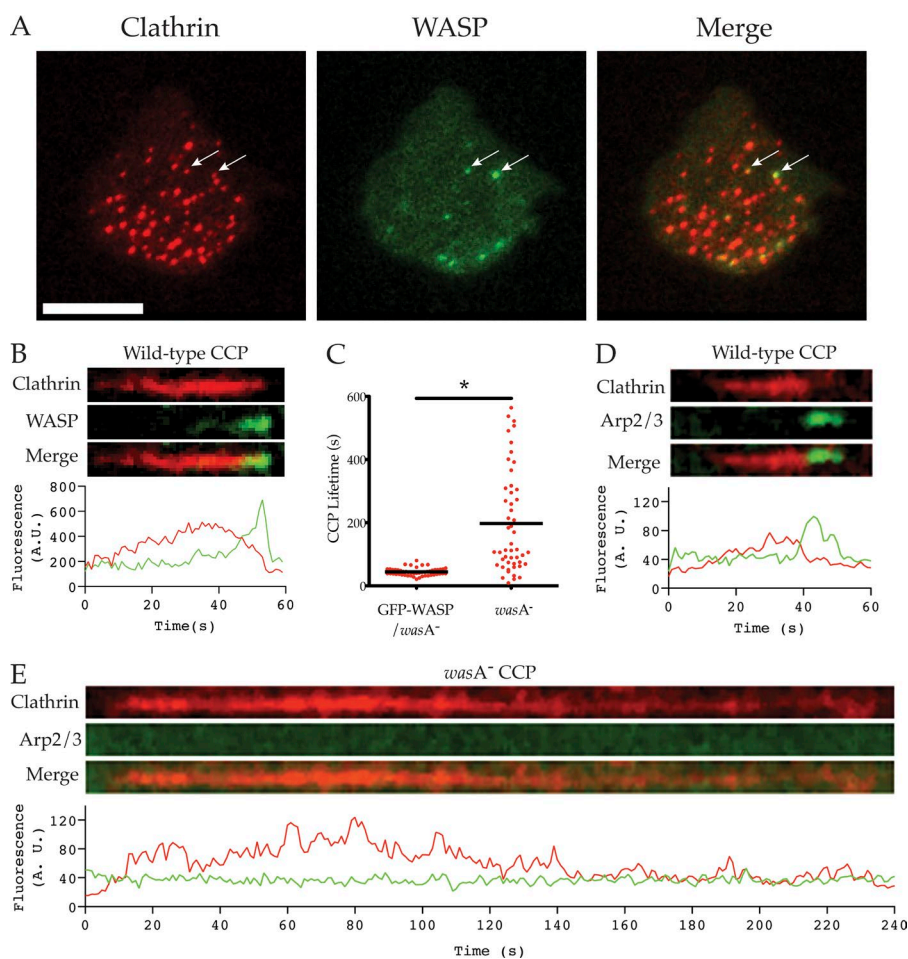 A
Clathrin
WASP
Merge
B
Wild-type CCP
Clathrin
WASP
Merge
Fluorescence
(A.U.)
800
600
400
200
0
0
20
40
60
Time(s)
C
*
CCP Lifetime (s)
600
400
200
0
GFP-WASP
/wasA-
wasA-
D
Wild-type CCP
Clathrin
Arp2/3
Merge
Fluorescence
(A. U.)
120
80
40
0
0
20
40
60
Time (s)
E
wasA- CCP
Clathrin
Arp2/3
Merge
Fluorescence
(A. U.)
120
80
40
0
0
20
40
60
80
100
120
140
160
180
200
220
240
Time (s)